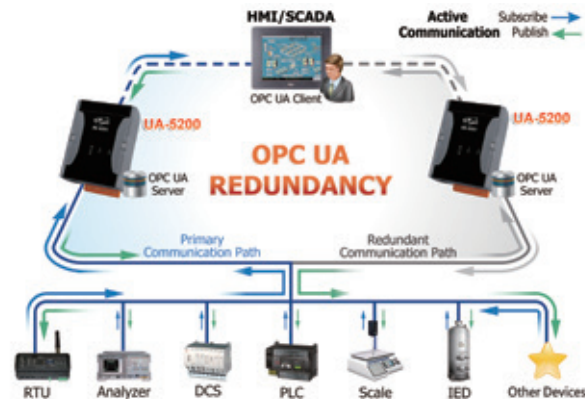 HMI/SCADA
Active
Communication
Subscribe
Publish
OPC UA Client
UA-5200
UA-5200
OPC UA
Server
OPC UA
REDUNDANCY
OPC UA
Server
Primary
Communication Path
Redundant
Communication Path
RTU
Analyzer
DCS
PLC
Scale
IED
Other Devices